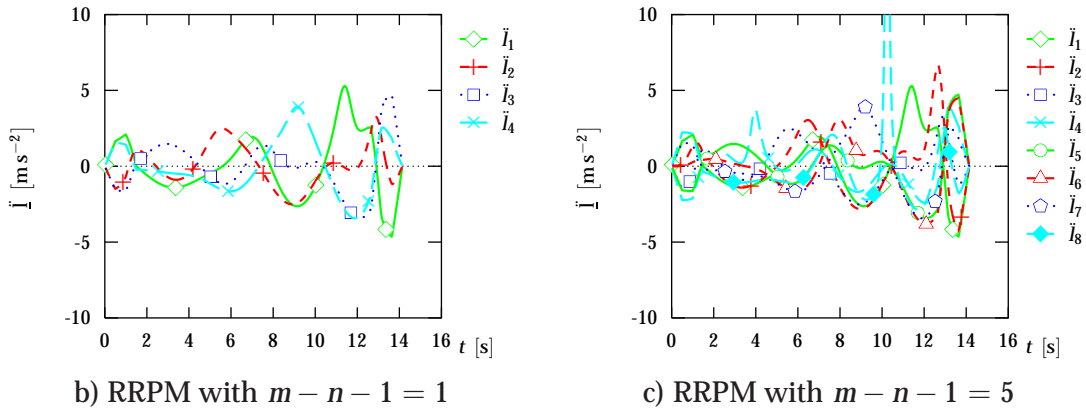 10
5
0
-5
-10
l̲̈ [m s⁻²]
0 2 4 6 8 10 12 14 16
t [s]
l̈₁
l̈₂
l̈₃
l̈₄
b) RRPM with m − n − 1 = 1
10
5
0
-5
-10
l̲̈ [m s⁻²]
0 2 4 6 8 10 12 14 16
t [s]
l̈₁
l̈₂
l̈₃
l̈₄
l̈₅
l̈₆
l̈₇
l̈₈
c) RRPM with m − n − 1 = 5